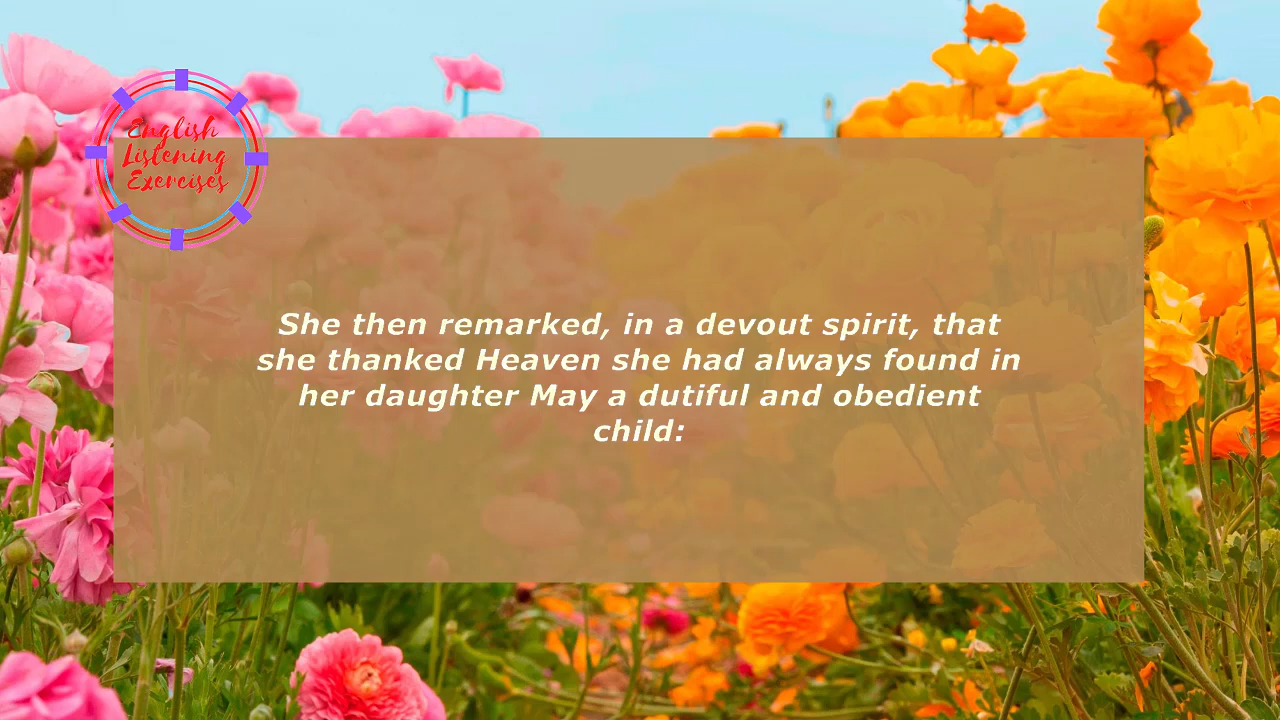 English
Listening
Exercises
She then remarked, in a devout spirit, that
she thanked Heaven she had always found in
her daughter May a dutiful and obedient
child: